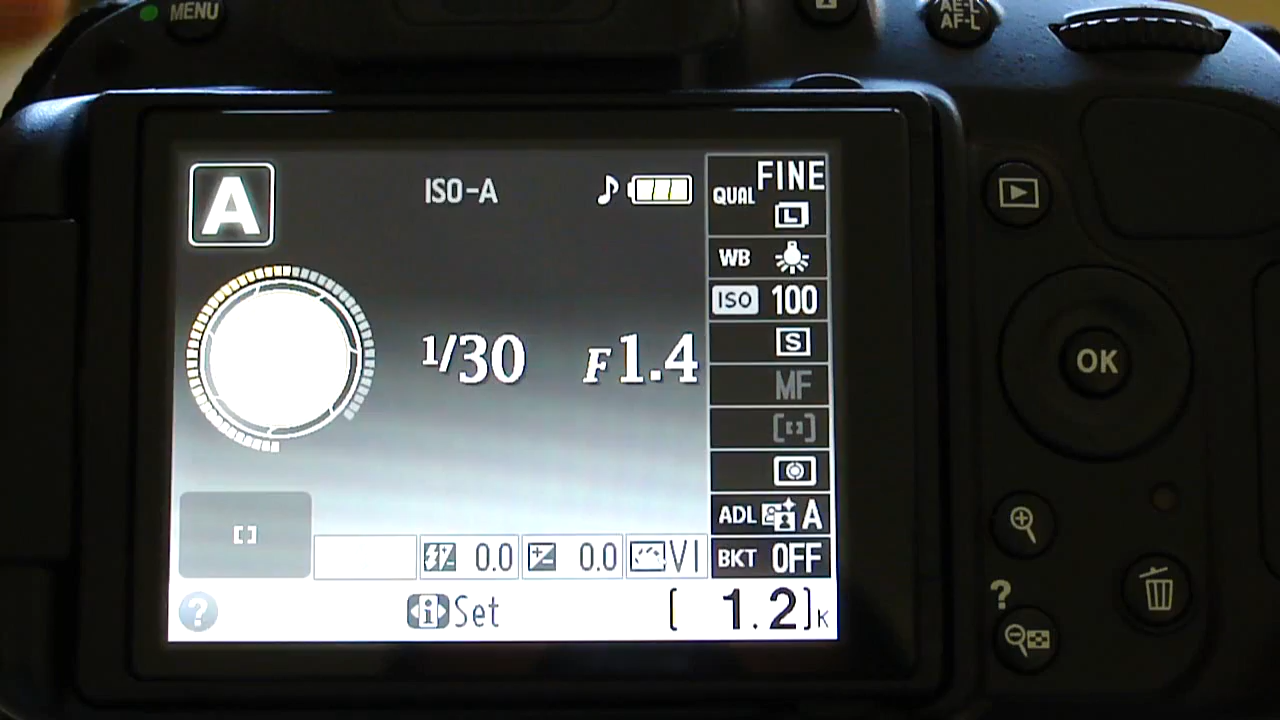 MENU
AE-L
AF-L
A
ISO-A
QUAL FINE
L
WB
ISO 100
1/30 F1.4
S
MF
OK
ADL A
0.0 0.0 VI
BKT OFF
? Set [ 1.2]k
?